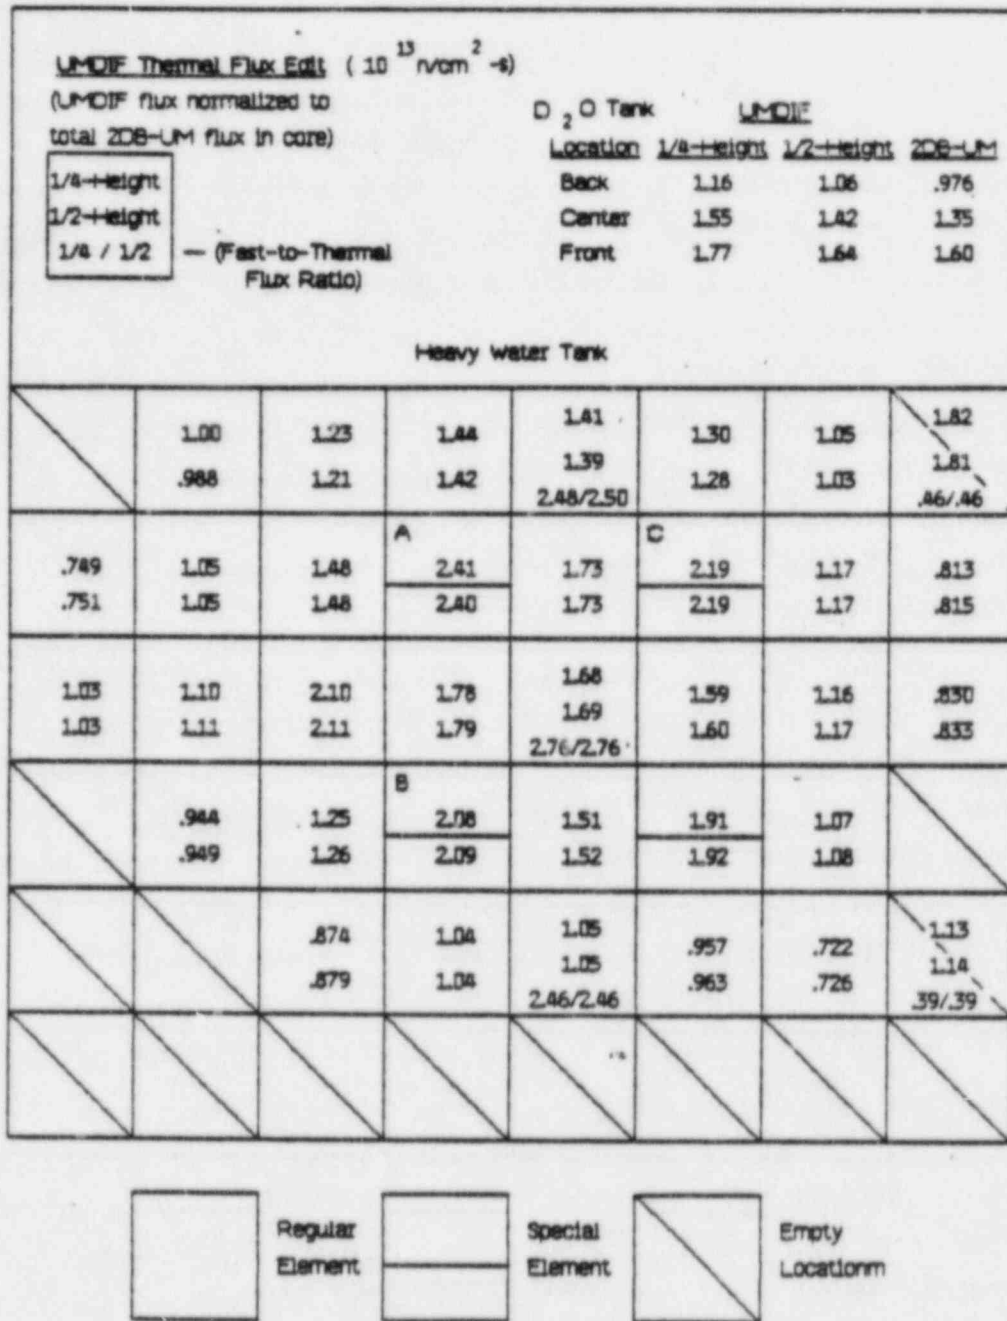 UMDIF Thermal Flux Edit ( 10 13 n/cm 2 -s)
(UMDIF flux normalized to
total 2DB-UM flux in core)
1/4-Height
1/2-Height
1/4 / 1/2 — (Fast-to-Thermal
Flux Ratio)
D 2 O Tank UMDIF
Location 1/4-Height 1/2-Height 2DB-UM
Back 1.16 1.06 .976
Center 1.55 1.42 1.35
Front 1.77 1.64 1.60
Heavy Water Tank
1.00 1.23 1.44 1.41 1.30 1.05 1.82
.988 1.21 1.42 1.39 1.28 1.03 1.81
2.48/2.50 .46/.46
A C
.749 1.05 1.48 2.41 1.73 2.19 1.17 .813
.751 1.05 1.48 2.40 1.73 2.19 1.17 .815
1.03 1.10 2.10 1.78 1.68 1.59 1.16 .830
1.03 1.11 2.11 1.79 1.69 1.60 1.17 .833
2.76/2.76
B
.944 1.25 2.08 1.51 1.91 1.07
.949 1.26 2.09 1.52 1.92 1.08
.874 1.04 1.05 .957 .722 1.13
.879 1.04 1.05 .963 .726 1.14
2.46/2.46 .39/.39
Regular
Element
Special
Element
Empty
Locationm